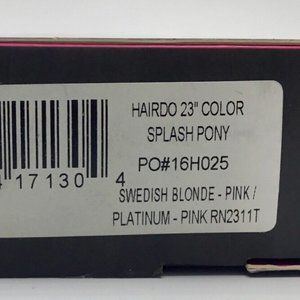 HAIRDO 23" COLOR
SPLASH PONY
PO#16H025
17130 4
SWEDISH BLONDE - PINK /
PLATINUM - PINK RN2311T